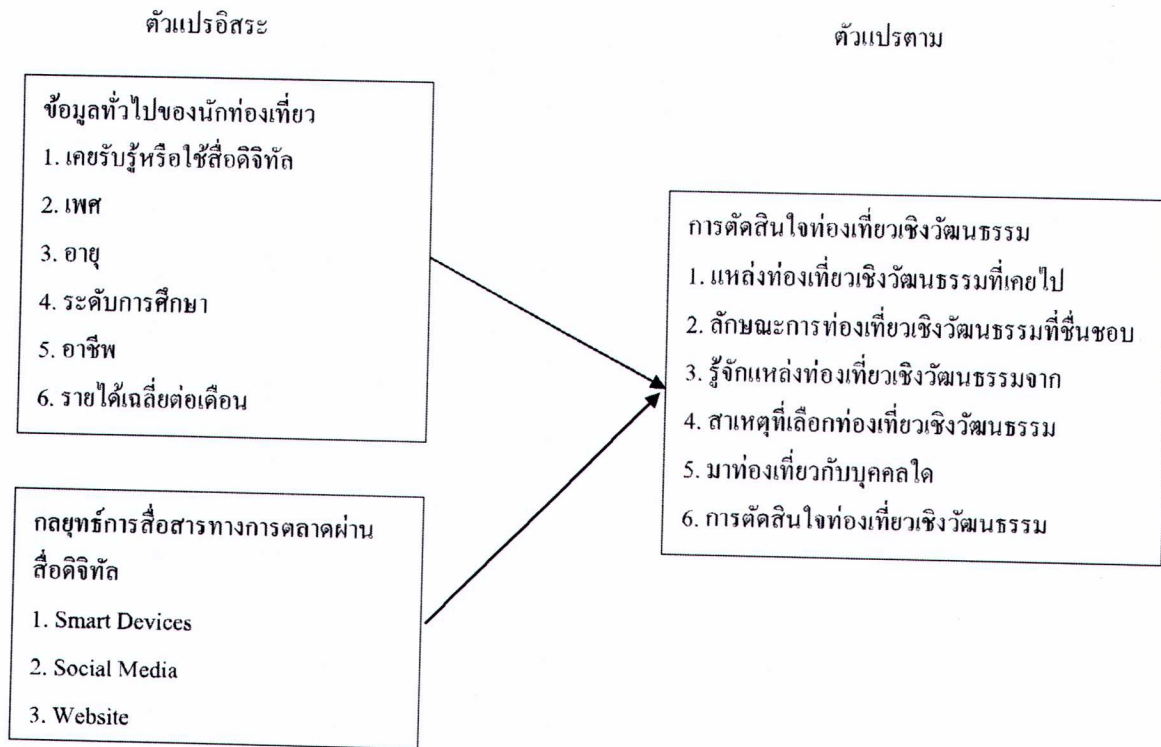 ตัวแปรอิสระ
ตัวแปรตาม
ข้อมูลทั่วไปของนักท่องเที่ยว
1. เคยรับรู้หรือใช้สื่อดิจิทัล
2. เพศ
3. อายุ
4. ระดับการศึกษา
5. อาชีพ
6. รายได้เฉลี่ยต่อเดือน
กลยุทธ์การสื่อสารทางการตลาดผ่าน
สื่อดิจิทัล
1. Smart Devices
2. Social Media
3. Website
การตัดสินใจท่องเที่ยวเชิงวัฒนธรรม
1. แหล่งท่องเที่ยวเชิงวัฒนธรรมที่เคยไป
2. ลักษณะการท่องเที่ยวเชิงวัฒนธรรมที่ชื่นชอบ
3. รู้จักแหล่งท่องเที่ยวเชิงวัฒนธรรมจาก
4. สาเหตุที่เลือกท่องเที่ยวเชิงวัฒนธรรม
5. มาท่องเที่ยวกับบุคคลใด
6. การตัดสินใจท่องเที่ยวเชิงวัฒนธรรม